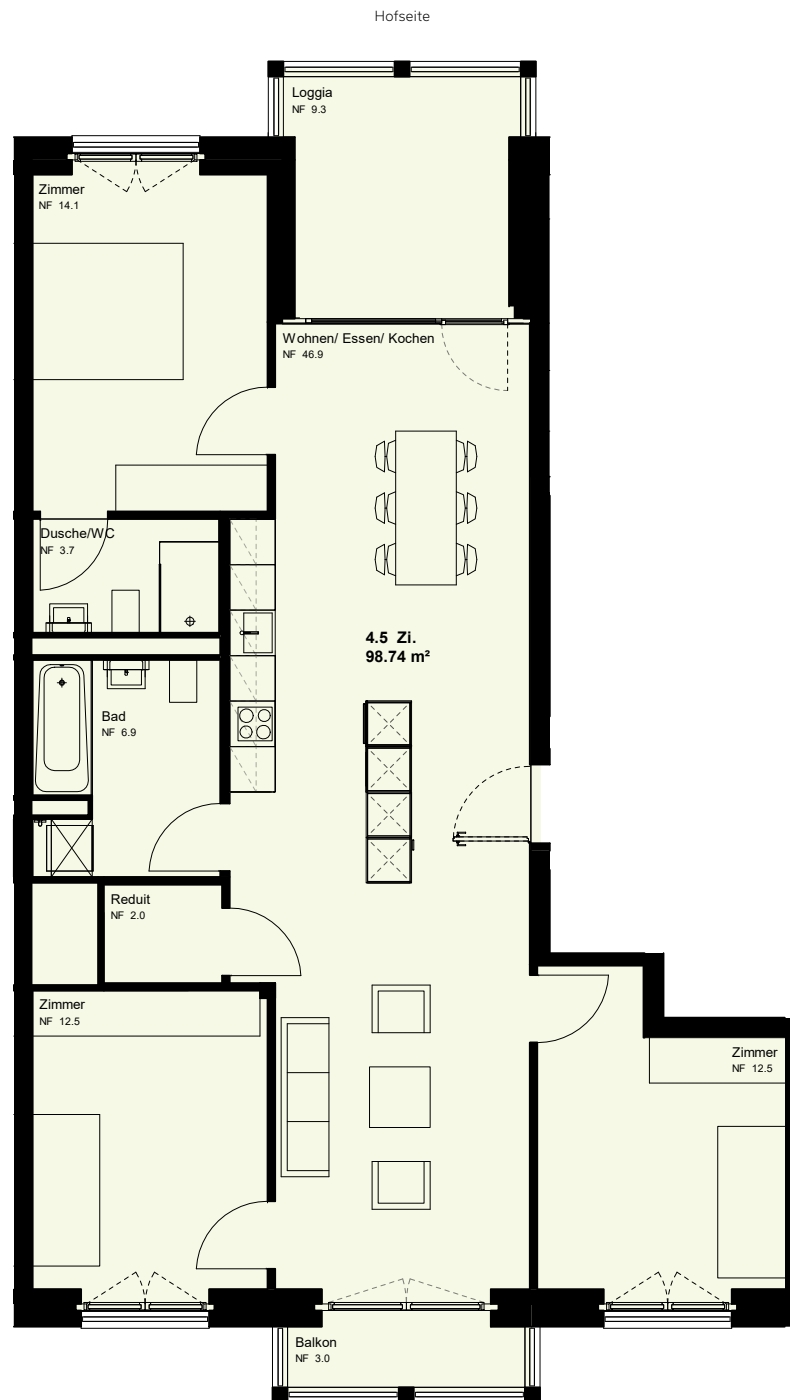 Hofseite
Loggia
NF 9.3
Zimmer
NF 14.1
Wohnen/ Essen/ Kochen
NF 46.9
Dusche/WC
NF 3.7
4.5 Zi.
98.74 m²
Bad
NF 6.9
Reduit
NF 2.0
Zimmer
NF 12.5
Zimmer
NF 12.5
Balkon
NF 3.0